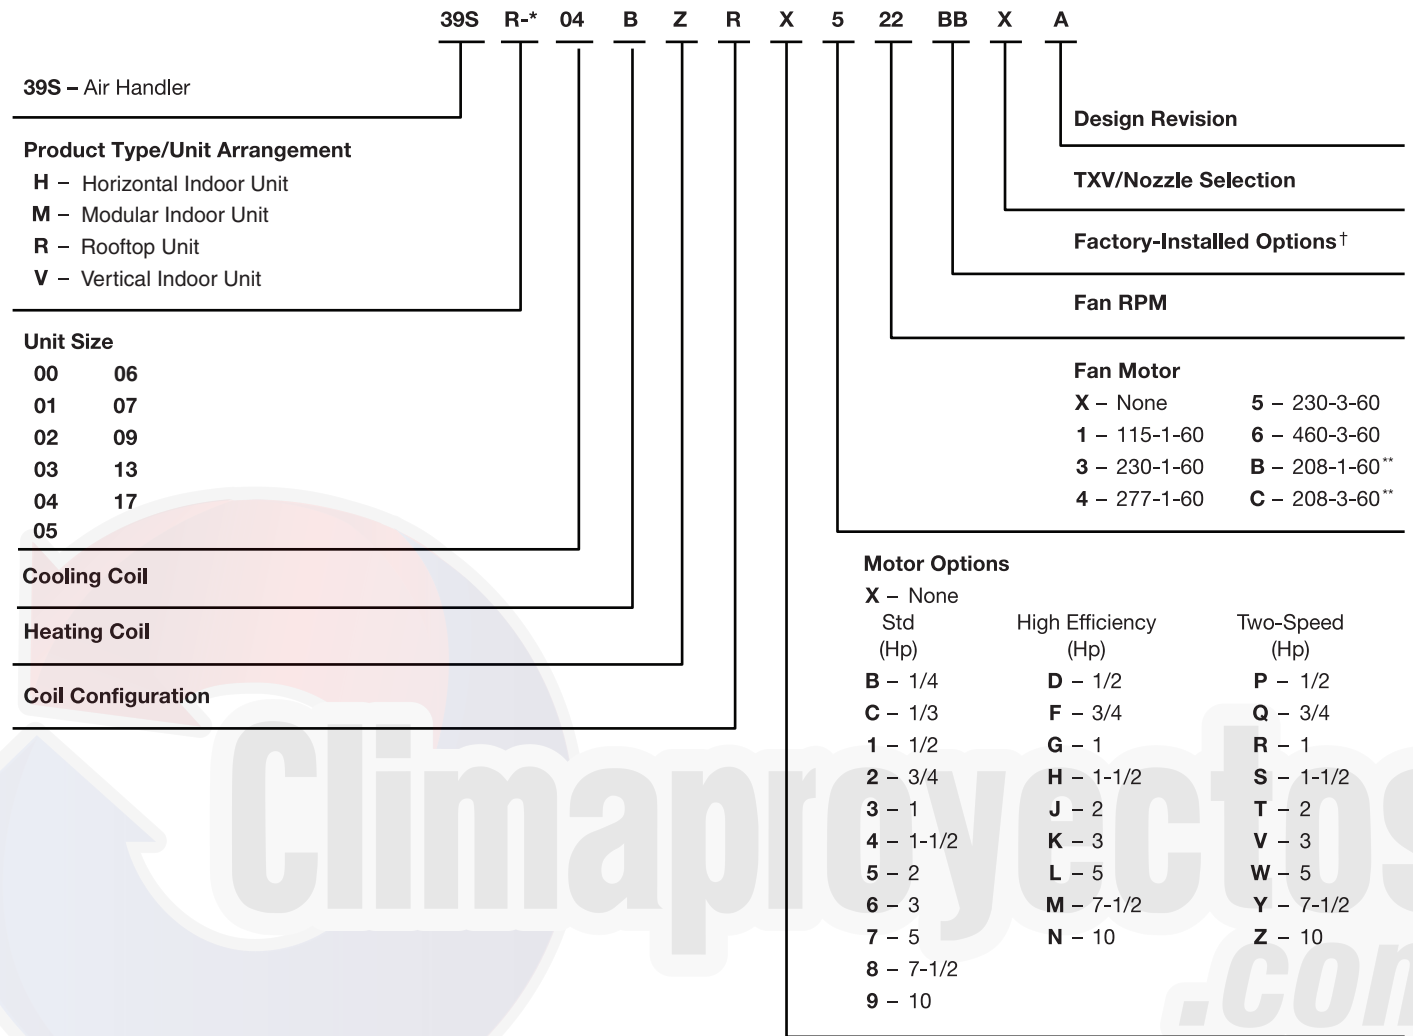 39S R-* 04 B Z R X 5 22 BB X A
39S – Air Handler
Product Type/Unit Arrangement
H – Horizontal Indoor Unit
M – Modular Indoor Unit
R – Rooftop Unit
V – Vertical Indoor Unit
Unit Size
00 06
01 07
02 09
03 13
04 17
05
Cooling Coil
Heating Coil
Coil Configuration
Design Revision
TXV/Nozzle Selection
Factory-Installed Options†
Fan RPM
Fan Motor
X – None 5 – 230-3-60
1 – 115-1-60 6 – 460-3-60
3 – 230-1-60 B – 208-1-60**
4 – 277-1-60 C – 208-3-60**
Motor Options
X – None
Std High Efficiency Two-Speed
(Hp) (Hp) (Hp)
B – 1/4 D – 1/2 P – 1/2
C – 1/3 F – 3/4 Q – 3/4
1 – 1/2 G – 1 R – 1
2 – 3/4 H – 1-1/2 S – 1-1/2
3 – 1 J – 2 T – 2
4 – 1-1/2 K – 3 V – 3
5 – 2 L – 5 W – 5
6 – 3 M – 7-1/2 Y – 7-1/2
7 – 5 N – 10 Z – 10
8 – 7-1/2
9 – 10
Climaproyectos
.com